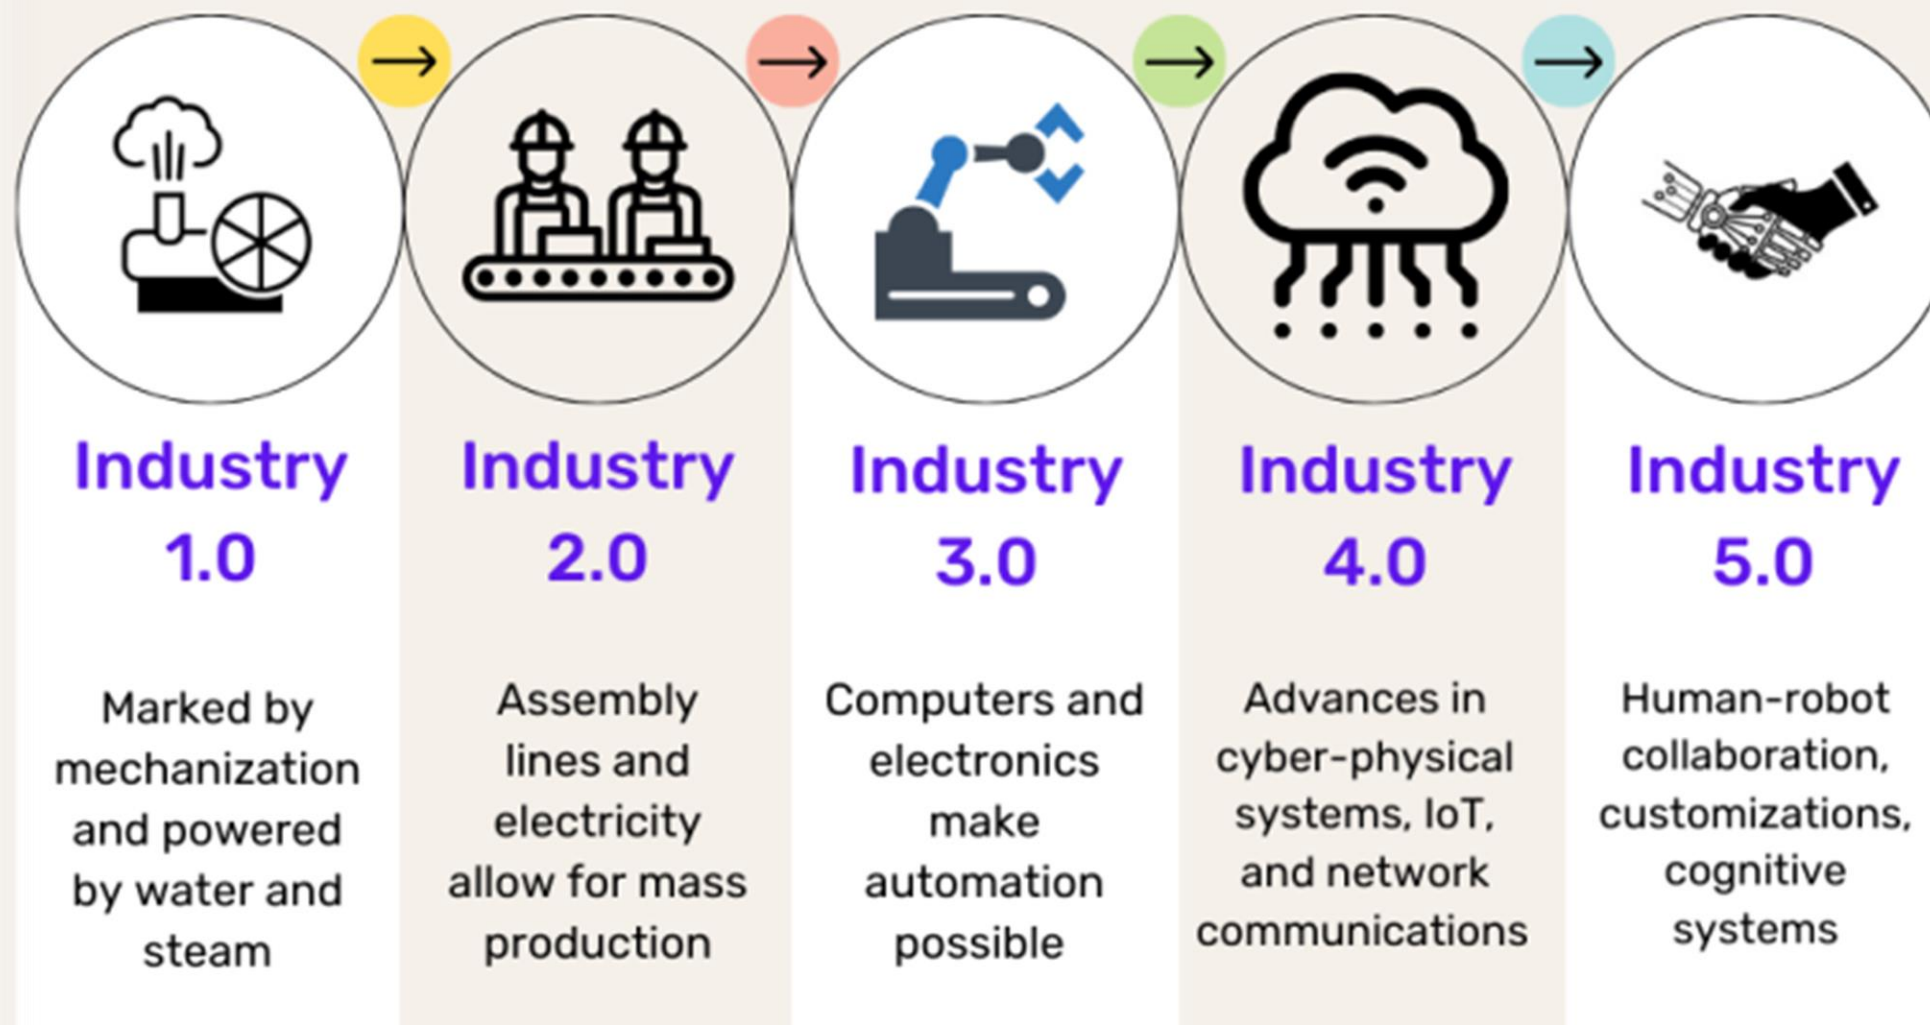 Industry
1.0
Marked by
mechanization
and powered
by water and
steam
Industry
2.0
Assembly
lines and
electricity
allow for mass
production
Industry
3.0
Computers and
electronics
make
automation
possible
Industry
4.0
Advances in
cyber-physical
systems, IoT,
and network
communications
Industry
5.0
Human-robot
collaboration,
customizations,
cognitive
systems